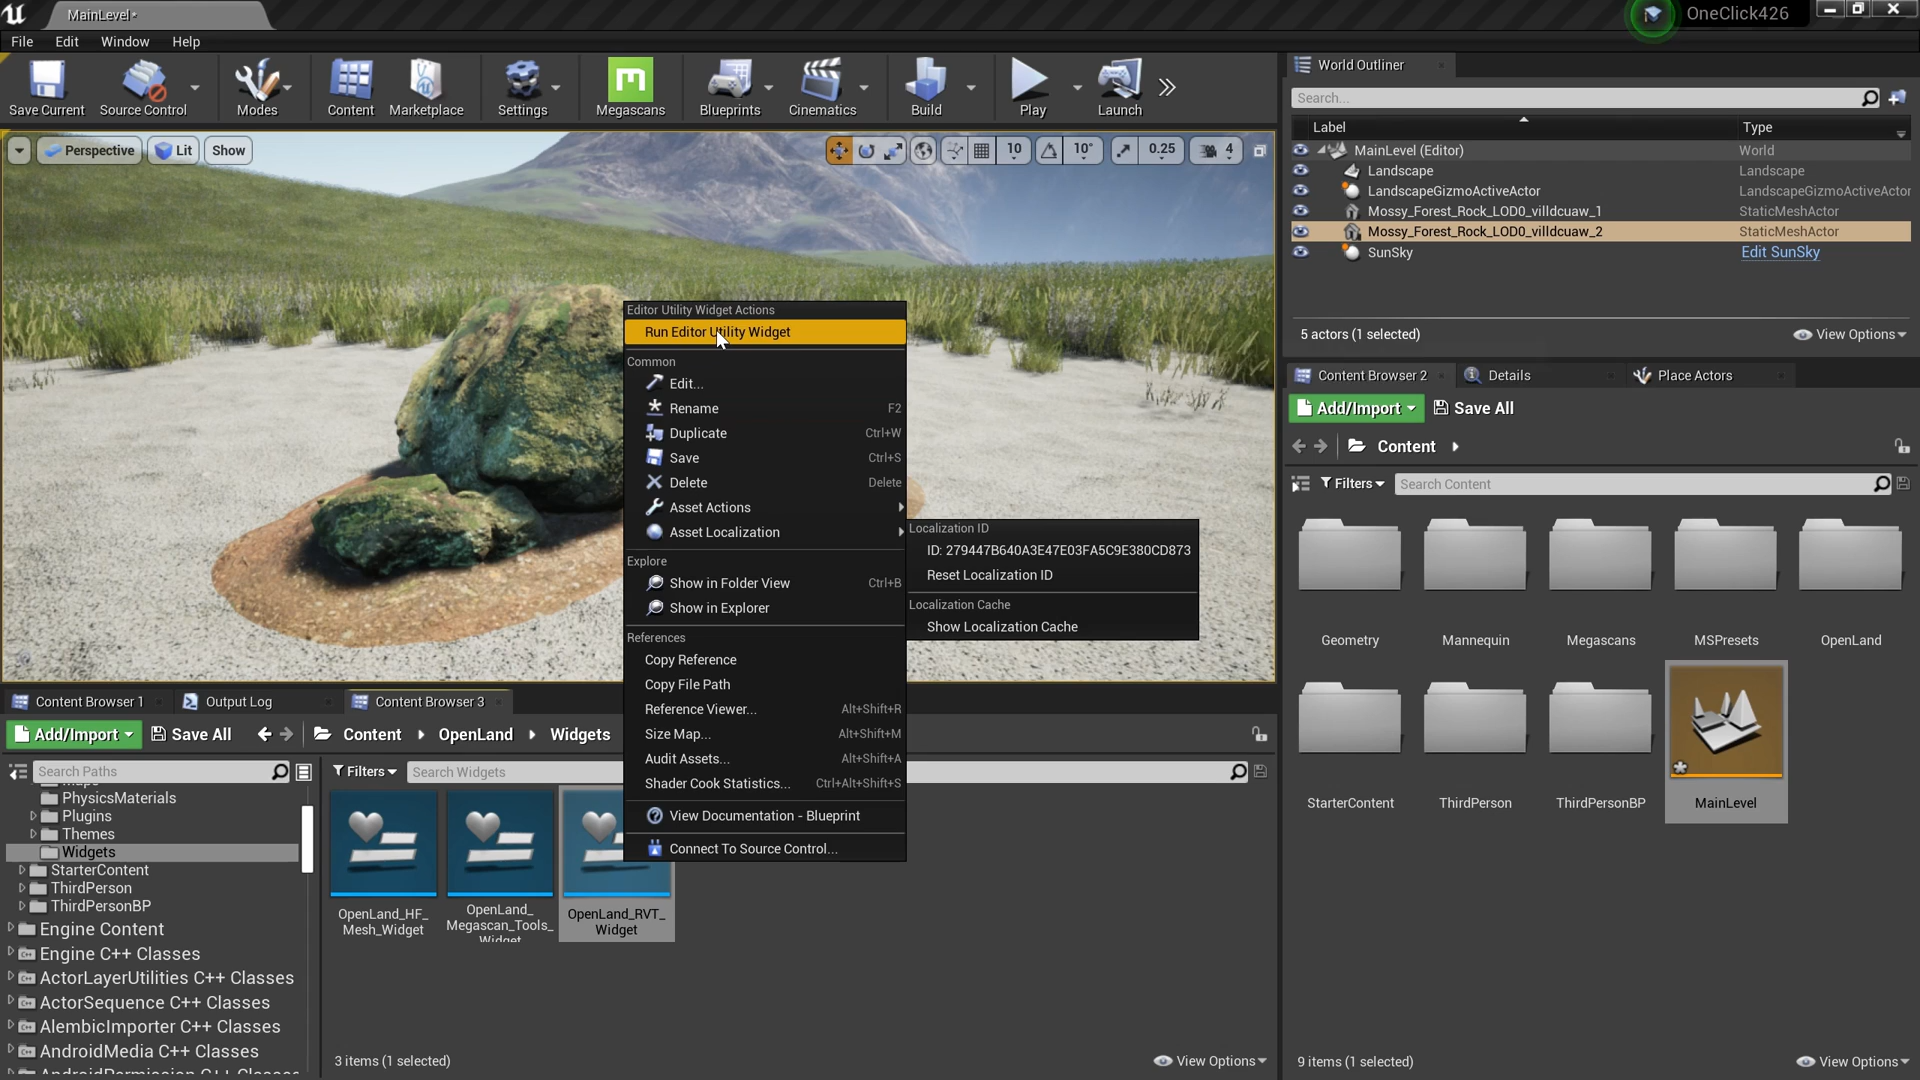 MainLevel•
OneClick426
File
Edit
Window
Help
Save Current
Source Control
Modes
Content
Marketplace
Settings
Megascans
Blueprints
Cinematics
Build
Play
Launch
Perspective
Lit
Show
10
10°
0.25
4
World Outliner
Search...
Label
Type
MainLevel (Editor)
World
Landscape
Landscape
LandscapeGizmoActiveActor
LandscapeGizmoActiveActor
Mossy_Forest_Rock_LOD0_villdcuaw_1
StaticMeshActor
Mossy_Forest_Rock_LOD0_villdcuaw_2
StaticMeshActor
SunSky
Edit SunSky
5 actors (1 selected)
View Options
Editor Utility Widget Actions
Run Editor Utility Widget
Common
Edit...
Rename
F2
Duplicate
Ctrl+W
Save
Ctrl+S
Delete
Delete
Asset Actions
Asset Localization
Explore
Show in Folder View
Ctrl+B
Show in Explorer
References
Copy Reference
Copy File Path
Reference Viewer...
Alt+Shift+R
Size Map...
Alt+Shift+M
Audit Assets...
Alt+Shift+A
Shader Cook Statistics...
Ctrl+Alt+Shift+S
View Documentation - Blueprint
Connect To Source Control...
Localization ID
ID: 279447B640A3E47E03FA5C9E380CD873
Reset Localization ID
Localization Cache
Show Localization Cache
Content Browser 2
Details
Place Actors
Add/Import
Save All
Content
Filters
Search Content
Geometry
Mannequin
Megascans
MSPresets
OpenLand
StarterContent
ThirdPerson
ThirdPersonBP
MainLevel
9 items (1 selected)
View Options
Content Browser 1
Output Log
Content Browser 3
Add/Import
Save All
Content
OpenLand
Widgets
Search Paths
Filters
Search Widgets
Maps
PhysicsMaterials
Plugins
Themes
Widgets
StarterContent
ThirdPerson
ThirdPersonBP
Engine Content
Engine C++ Classes
ActorLayerUtilities C++ Classes
ActorSequence C++ Classes
AlembicImporter C++ Classes
AndroidMedia C++ Classes
AndroidPermission C++ Classes
OpenLand_HF_
Mesh_Widget
OpenLand_
Megascan_Tools_
Widget
OpenLand_RVT_
Widget
3 items (1 selected)
View Options